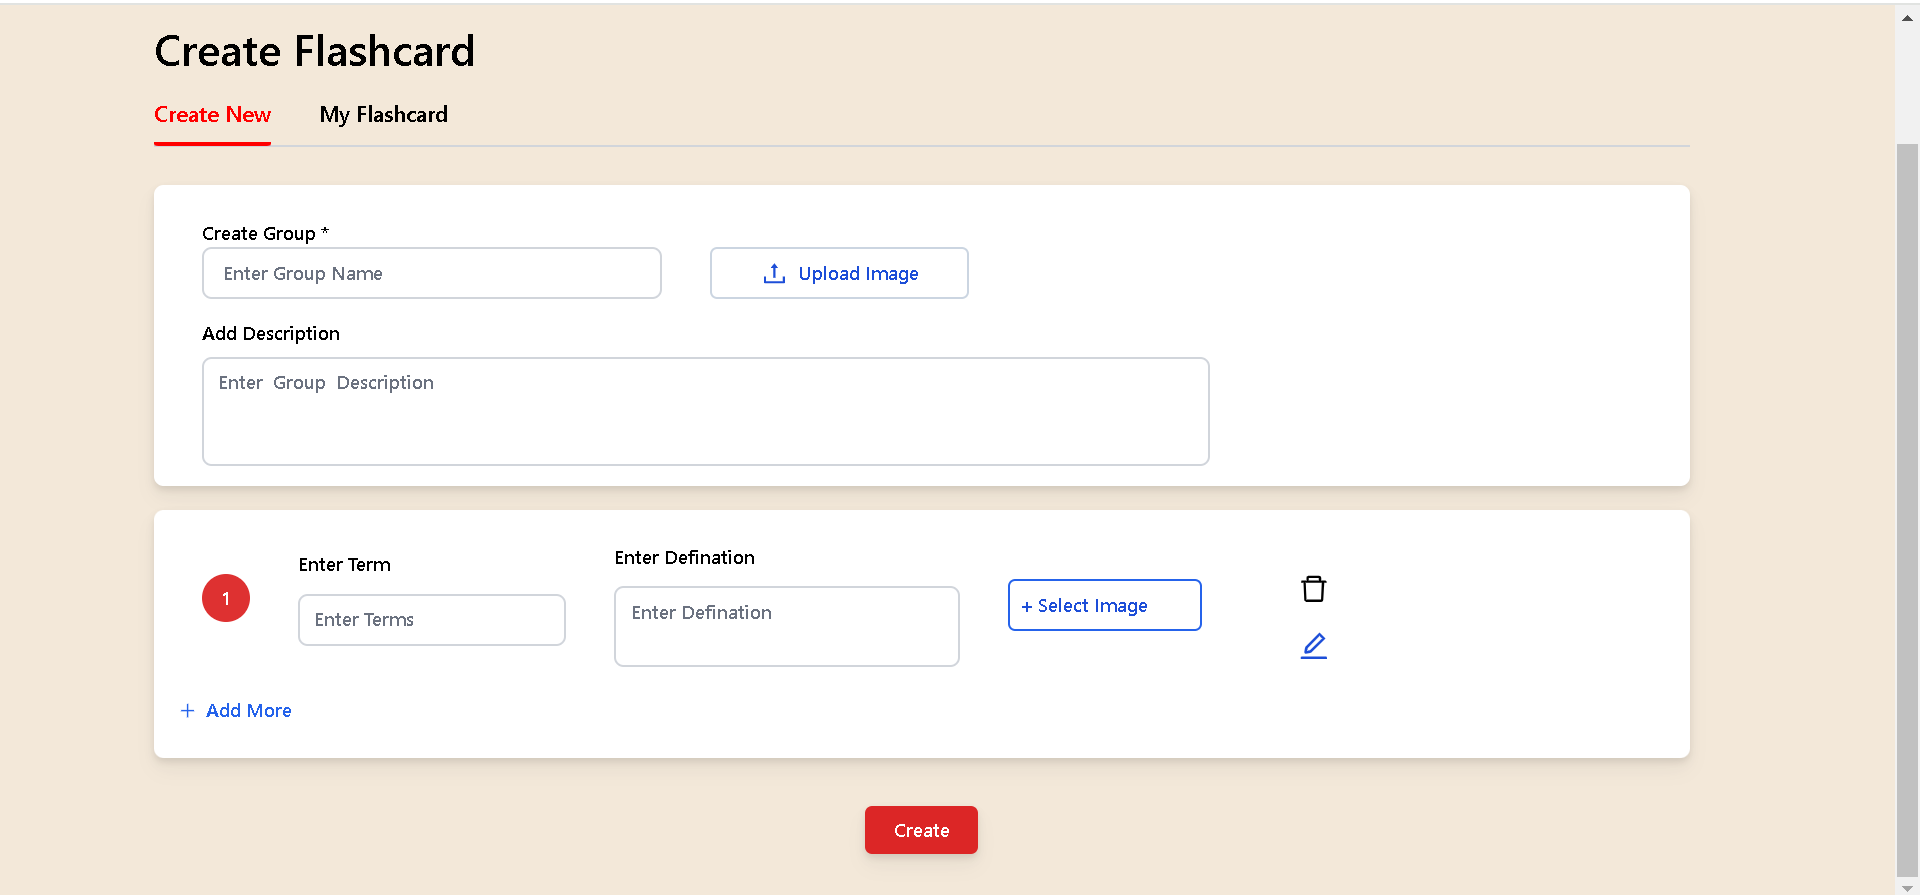 Create Flashcard
Create New My Flashcard
Create Group *
Enter Group Name
Upload Image
Add Description
Enter Group Description
1
Enter Term
Enter Terms
Enter Defination
Enter Defination
+ Select Image
+ Add More
Create